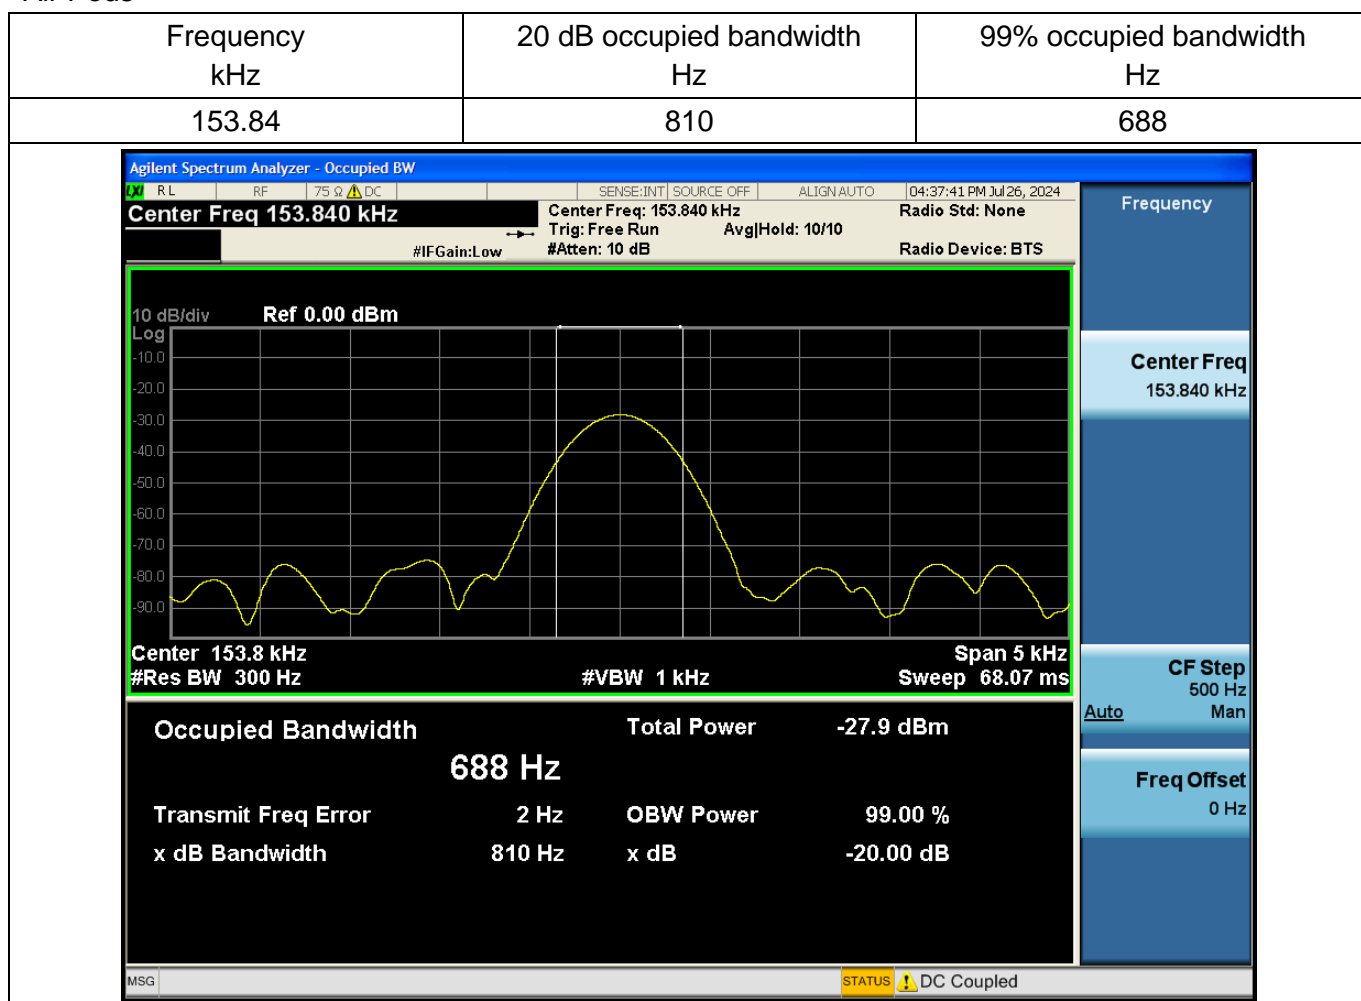 Frequency 20 dB occupied bandwidth 99% occupied bandwidth
kHz Hz Hz
153.84 810 688
Agilent Spectrum Analyzer - Occupied BW
LXI RL RF 75 Ω DC SENSE:INT SOURCE OFF ALIGN AUTO 04:37:41 PM Jul 26, 2024
Center Freq 153.840 kHz
Center Freq: 153.840 kHz Radio Std: None
Trig: Free Run Avg|Hold: 10/10
#IFGain:Low #Atten: 10 dB Radio Device: BTS
10 dB/div Ref 0.00 dBm
Log
-10.0
-20.0
-30.0
-40.0
-50.0
-60.0
-70.0
-80.0
-90.0
Center 153.8 kHz Span 5 kHz
#Res BW 300 Hz #VBW 1 kHz Sweep 68.07 ms
Occupied Bandwidth Total Power -27.9 dBm
688 Hz
Transmit Freq Error 2 Hz OBW Power 99.00 %
x dB Bandwidth 810 Hz x dB -20.00 dB
Frequency
Center Freq
153.840 kHz
CF Step
500 Hz
Auto Man
Freq Offset
0 Hz
MSG STATUS DC Coupled